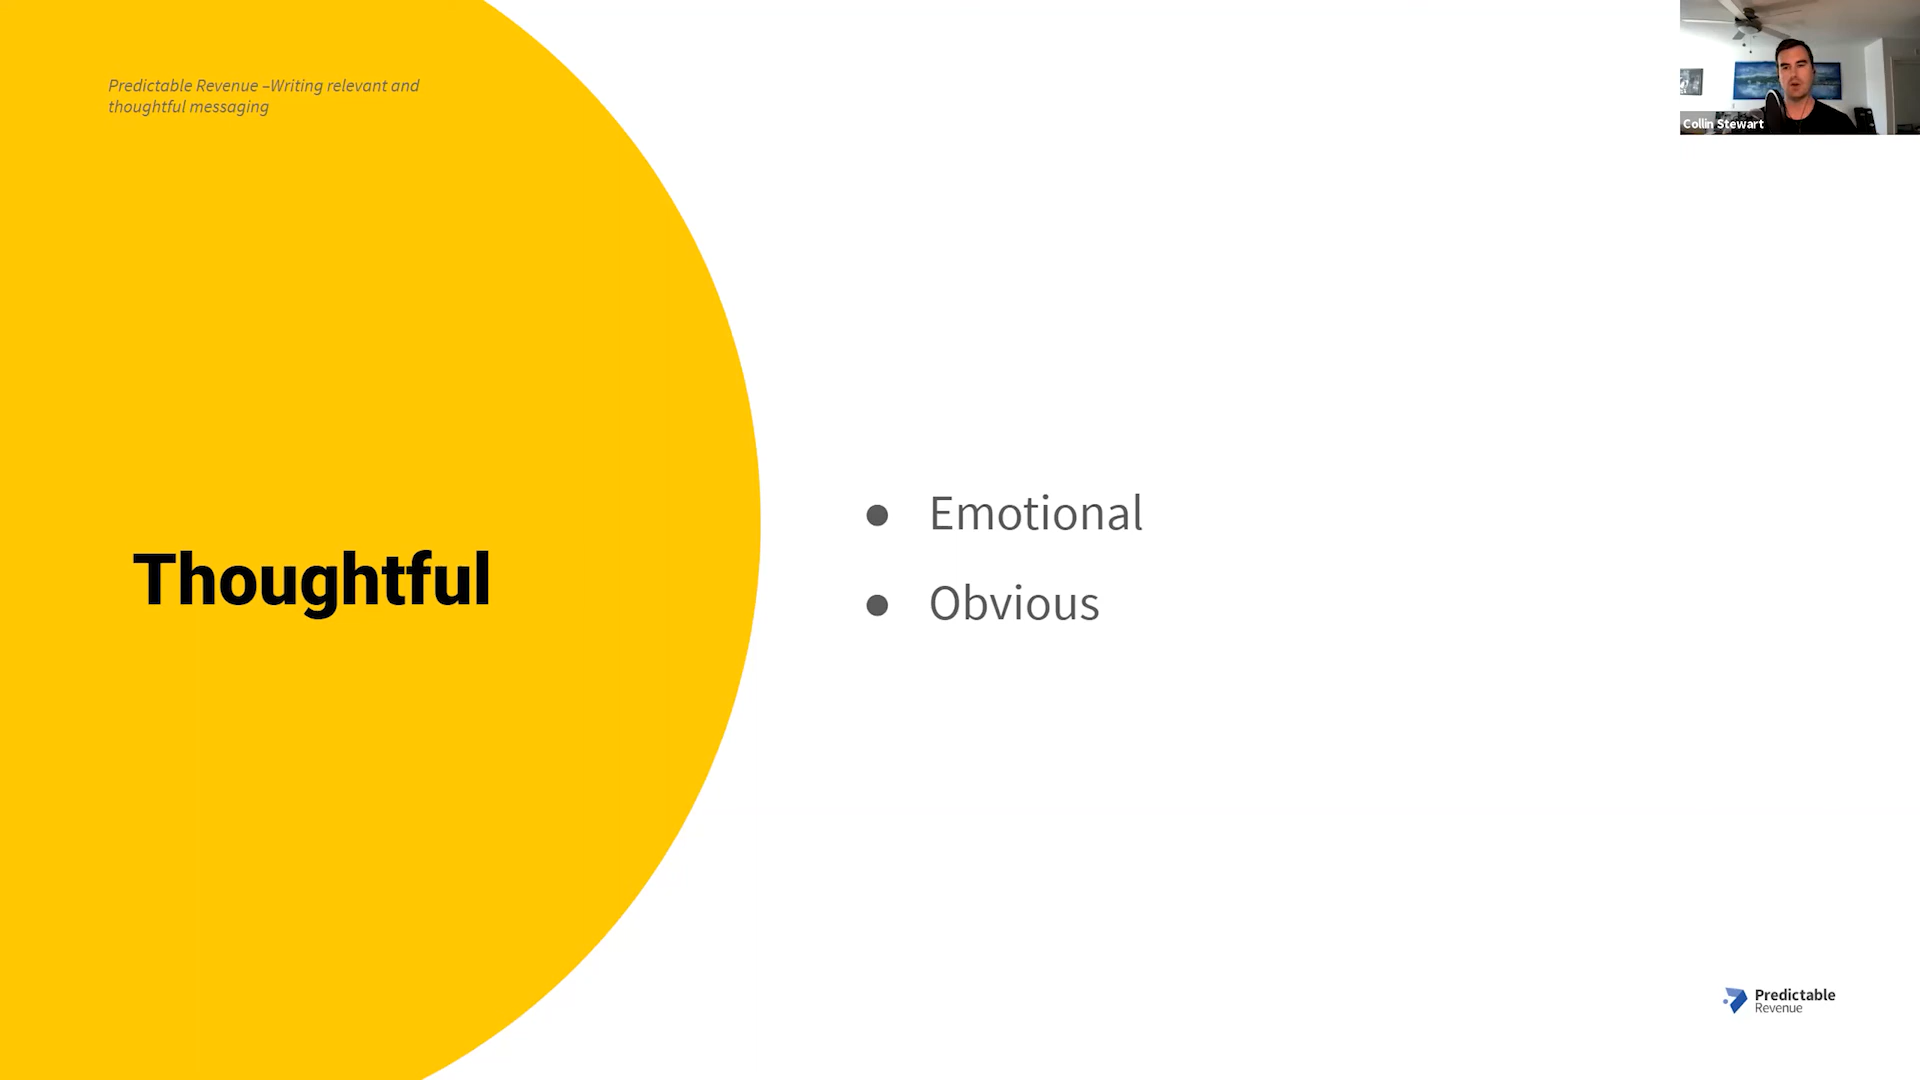 Predictable Revenue –Writing relevant and
thoughtful messaging
Collin Stewart
Thoughtful
● Emotional
● Obvious
Predictable
Revenue